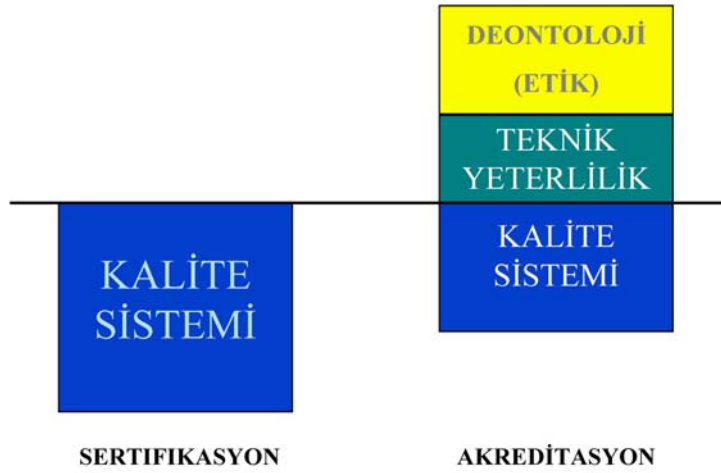 DEONTOLOJİ
(ETİK)
TEKNİK
YETERLİLİK
KALİTE
SİSTEMİ
KALİTE
SİSTEMİ
SERTIFIKASYON
AKREDİTASYON